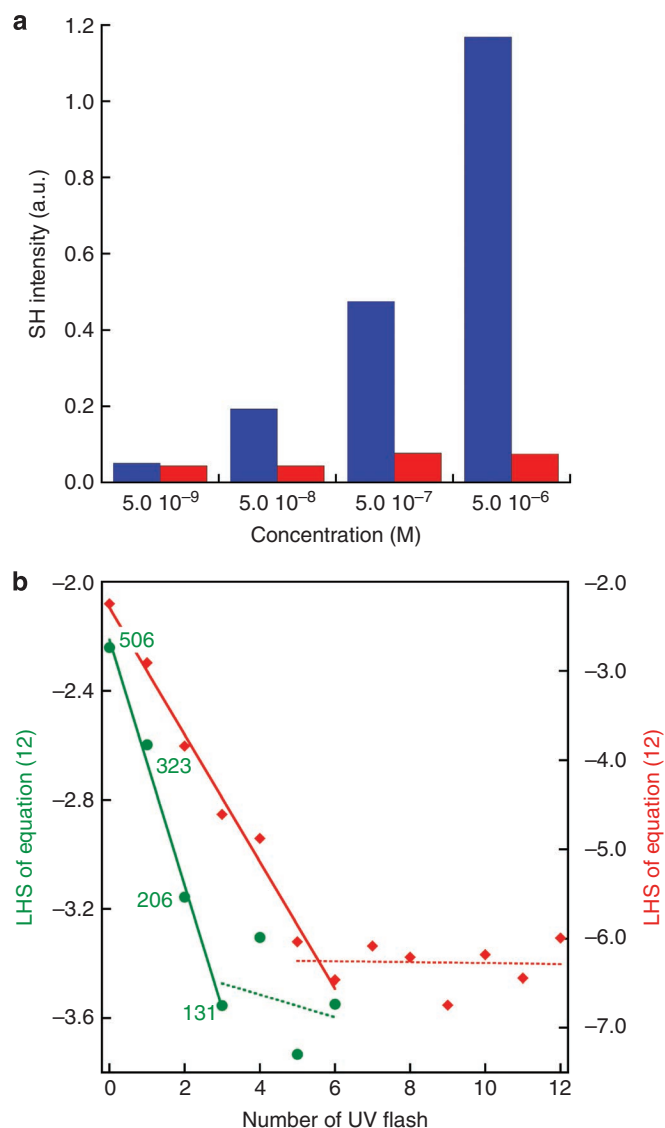 a
1.2
1.0
0.8
0.6
0.4
0.2
0.0
SH intensity (a.u.)
5.0 10⁻⁹ 5.0 10⁻⁸ 5.0 10⁻⁷ 5.0 10⁻⁶
Concentration (M)
b
−2.0
−2.4
−2.8
−3.2
−3.6
LHS of equation (12)
506
323
206
131
−2.0
−3.0
−4.0
−5.0
−6.0
−7.0
LHS of equation (12)
0 2 4 6 8 10 12
Number of UV flash